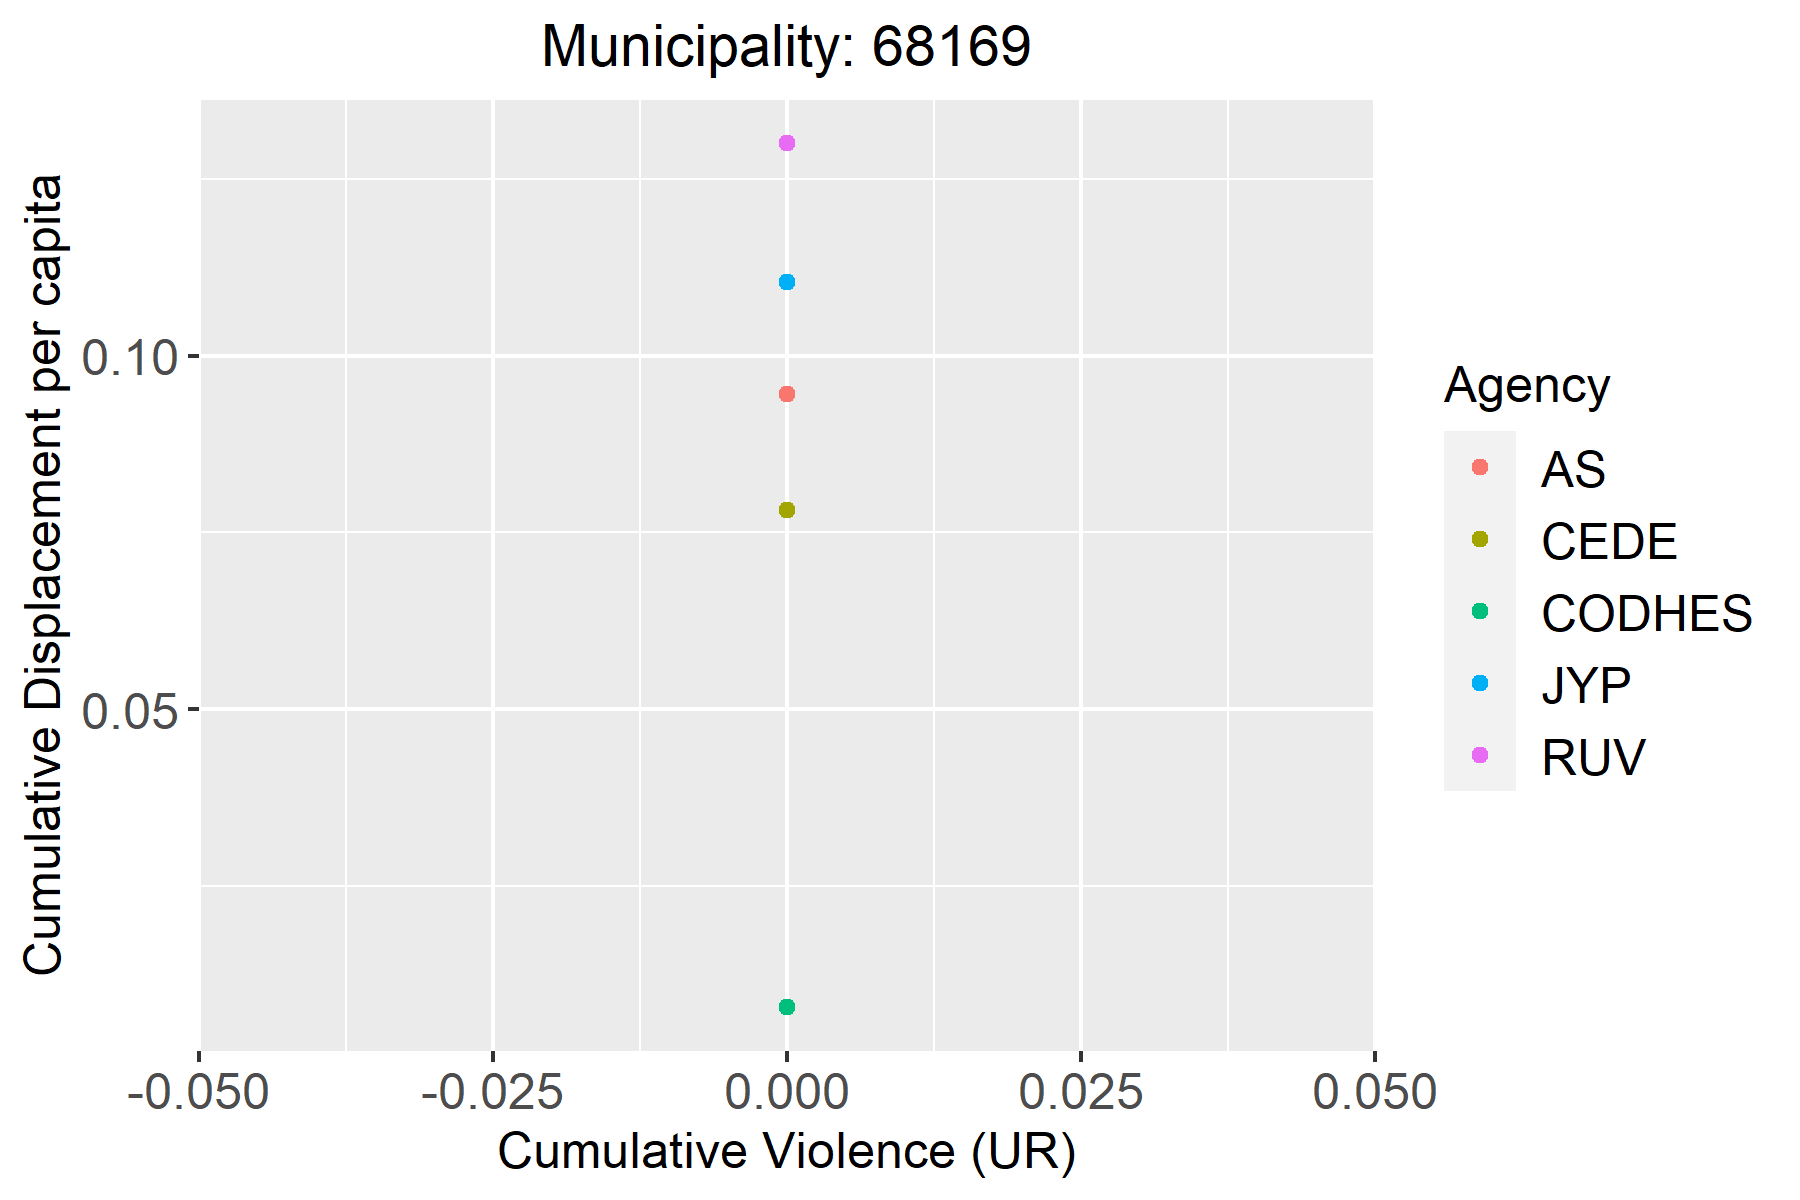 Municipality: 68169
Cumulative Displacement per capita
0.10
0.05
-0.050
-0.025
0.000
0.025
0.050
Cumulative Violence (UR)
Agency
AS
CEDE
CODHES
JYP
RUV